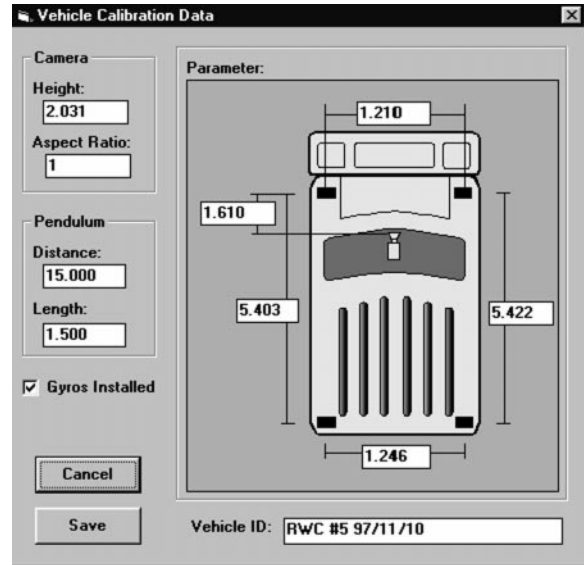 Vehicle Calibration Data
Camera
Height:
2.031
Aspect Ratio:
1
Pendulum
Distance:
15.000
Length:
1.500
Gyros Installed
Cancel
Save
Parameter:
1.210
1.610
5.403
5.422
1.246
Vehicle ID:
RWC #5 97/11/10